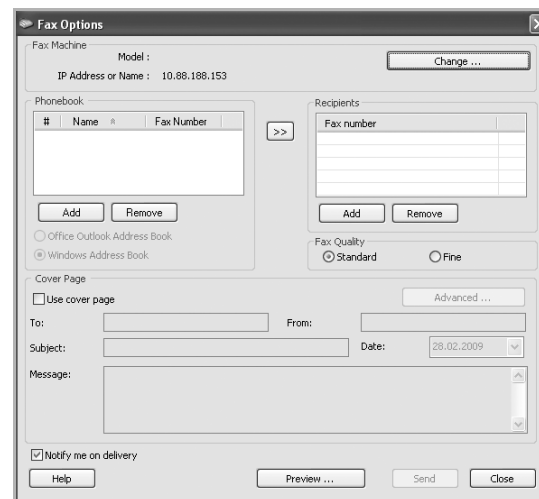 Fax Options
Fax Machine
Model :
Change ...
IP Address or Name : 10.88.188.153
Phonebook
Recipients
# Name Fax Number
Fax number
>>
Add Remove
Add Remove
Office Outlook Address Book
Windows Address Book
Fax Quality
Standard Fine
Cover Page
Use cover page
Advanced ...
To: From:
Subject: Date: 28.02.2009
Message:
Notify me on delivery
Help Preview ... Send Close